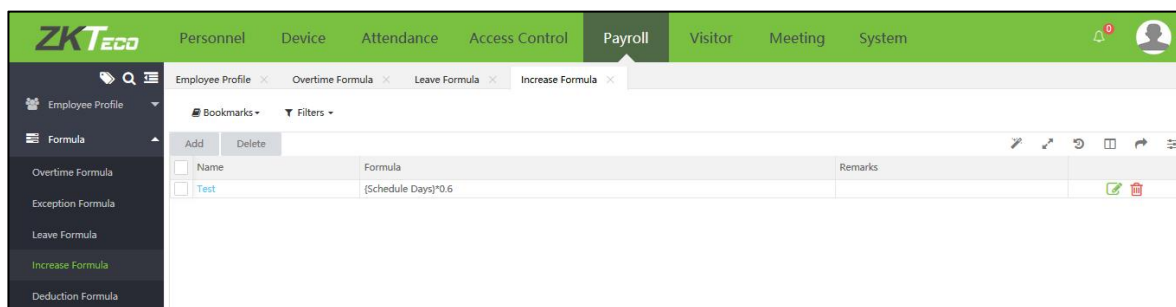 ZKTeco Personnel Device Attendance Access Control Payroll Visitor Meeting System 0
Employee Profile Overtime Formula Leave Formula Increase Formula
Employee Profile
Bookmarks Filters
Formula
Add Delete
Name Formula Remarks
Overtime Formula
Test {Schedule Days}*0.6
Exception Formula
Leave Formula
Increase Formula
Deduction Formula